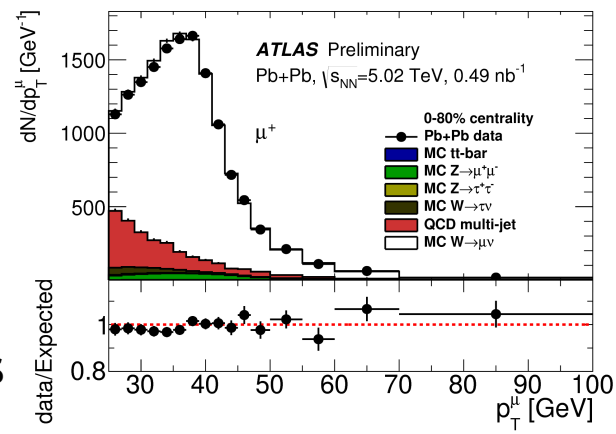 dN/dp_T^μ [GeV⁻¹]
1500
1000
500
ATLAS Preliminary
Pb+Pb, √s_NN=5.02 TeV, 0.49 nb⁻¹
μ⁺
0-80% centrality
Pb+Pb data
MC tt-bar
MC Z→μ⁺μ⁻
MC Z→τ⁺τ⁻
MC W→τν
QCD multi-jet
MC W→μν
data/Expected
1
0.8
s
30 40 50 60 70 80 90 100
p_T^μ [GeV]